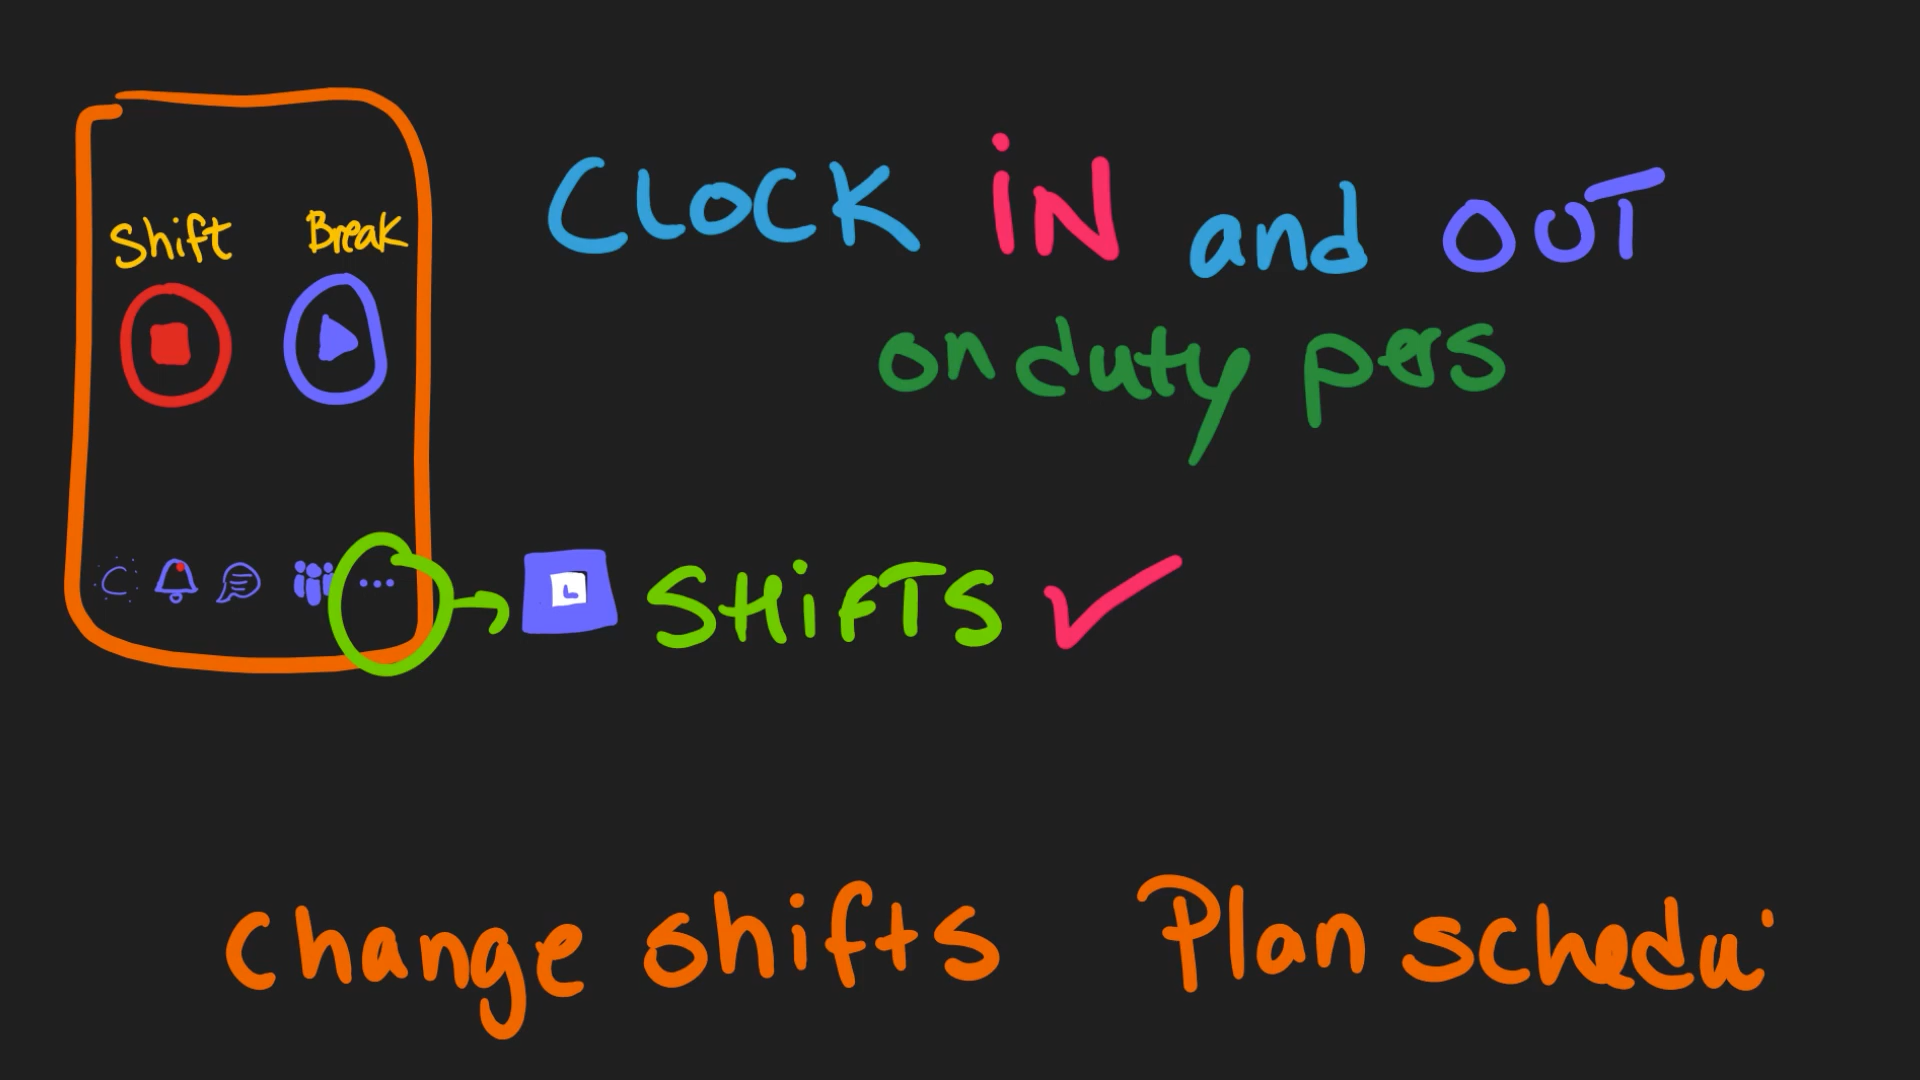 CLOCK IN and OUT
on duty pers
Shift Break
SHIFTS
change shifts Plan schedu